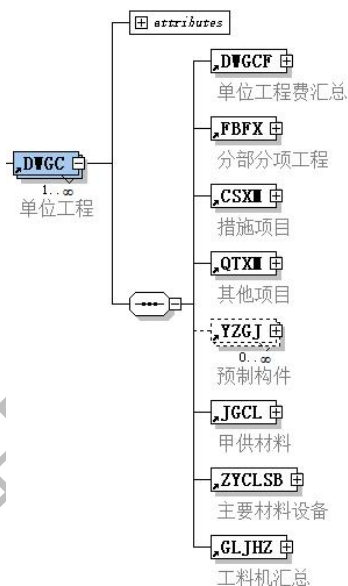 attributes
DWGCF
单位工程费汇总
FBFX
分部分项工程
DWGC
1..∞
单位工程
CSXM
措施项目
QTXM
其他项目
YZGJ
0..∞
预制构件
JGCL
甲供材料
ZYCLSB
主要材料设备
GLJHZ
工料机汇总